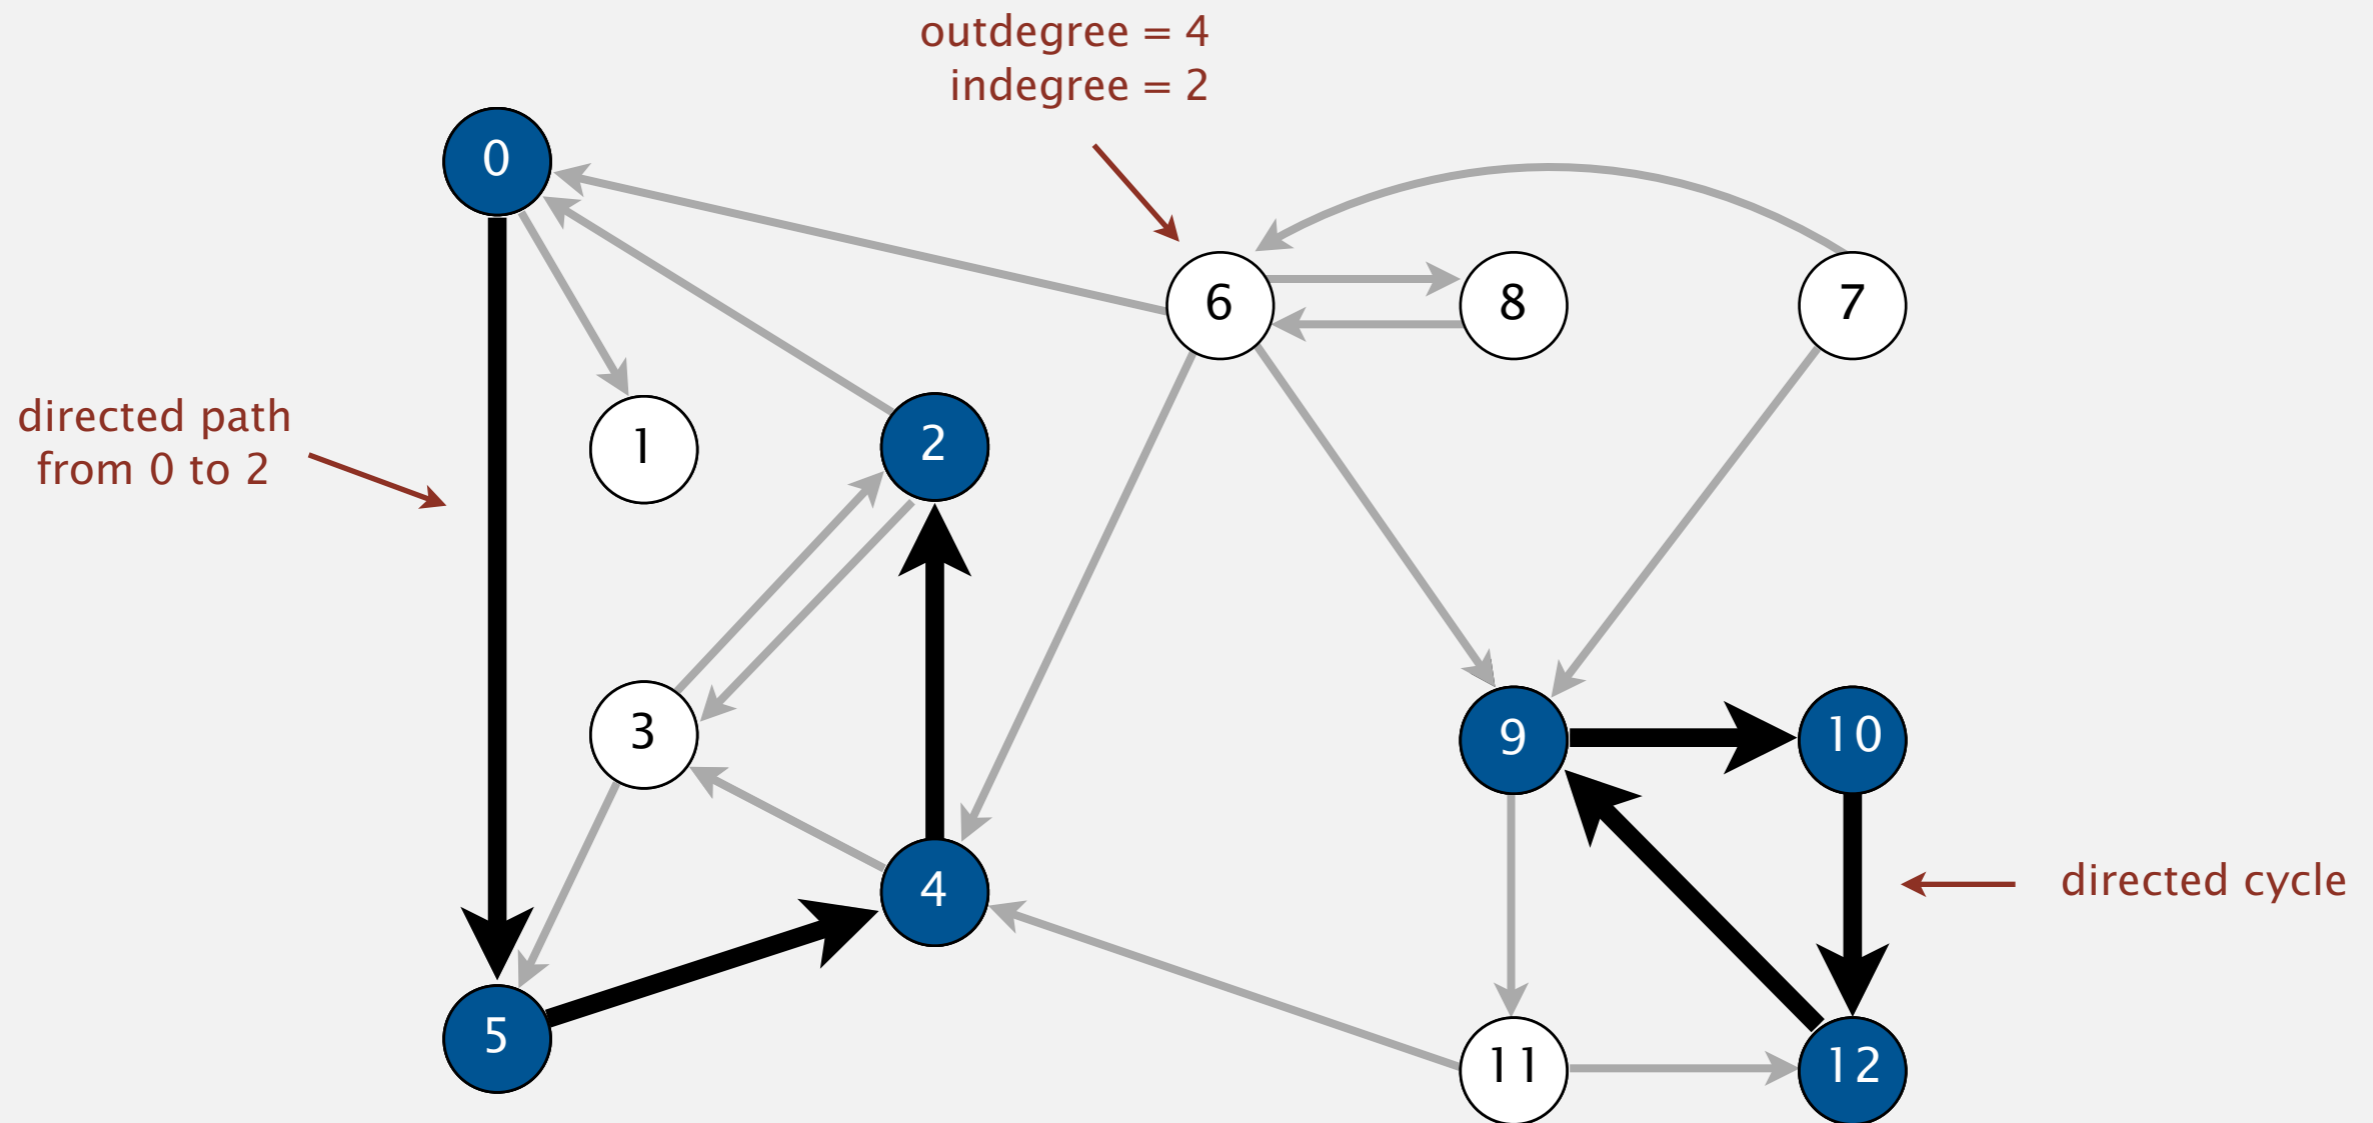 outdegree = 4
indegree = 2
0
6
8
7
directed path
from 0 to 2
1
2
3
9
10
4
directed cycle
5
11
12